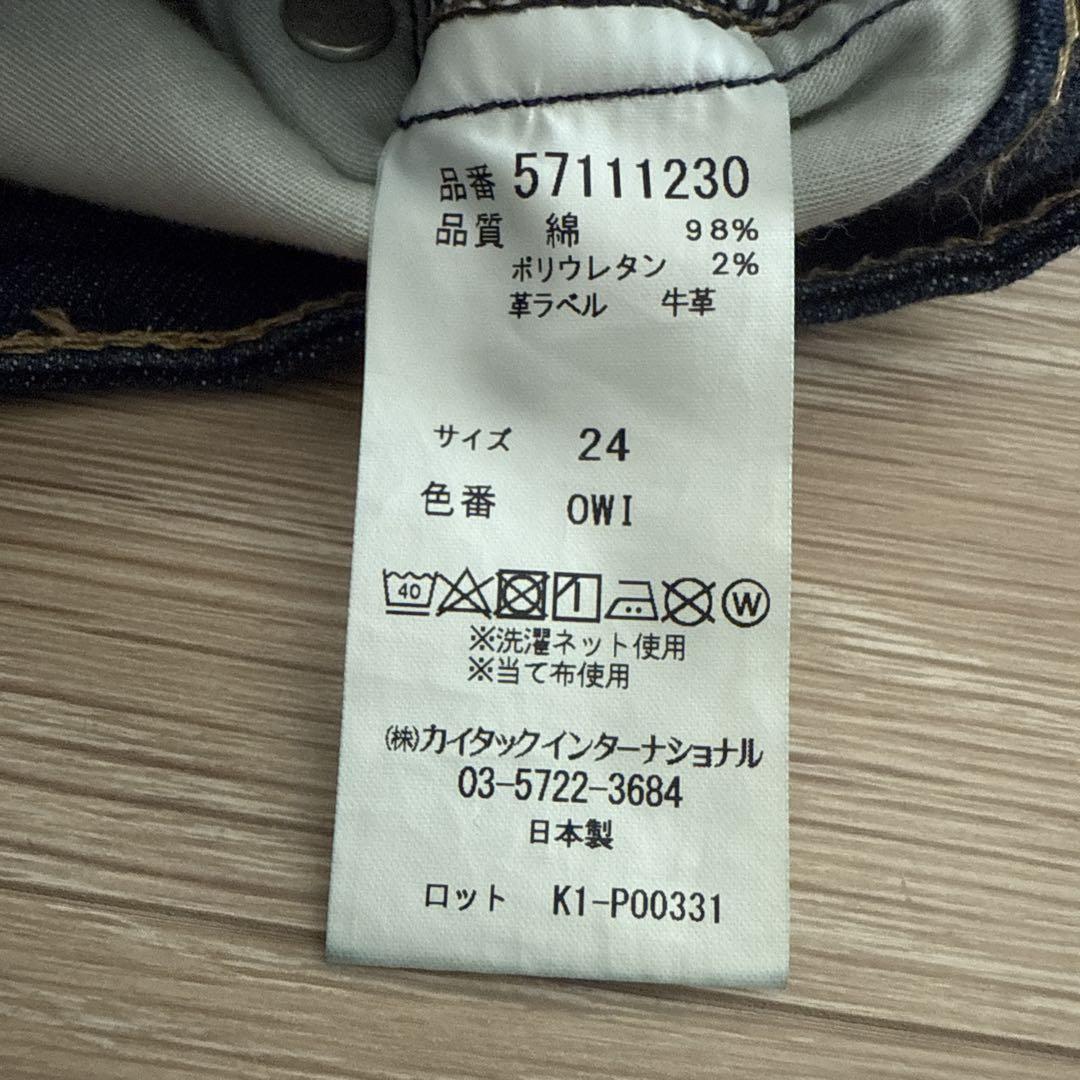 品番 57111230
品質 綿 98%
ポリウレタン 2%
革ラベル 牛革
サイズ 24
色番 OWI
40 W
※洗濯ネット使用
※当て布使用
㈱カイタックインターナショナル
03-5722-3684
日本製
ロット K1-P00331